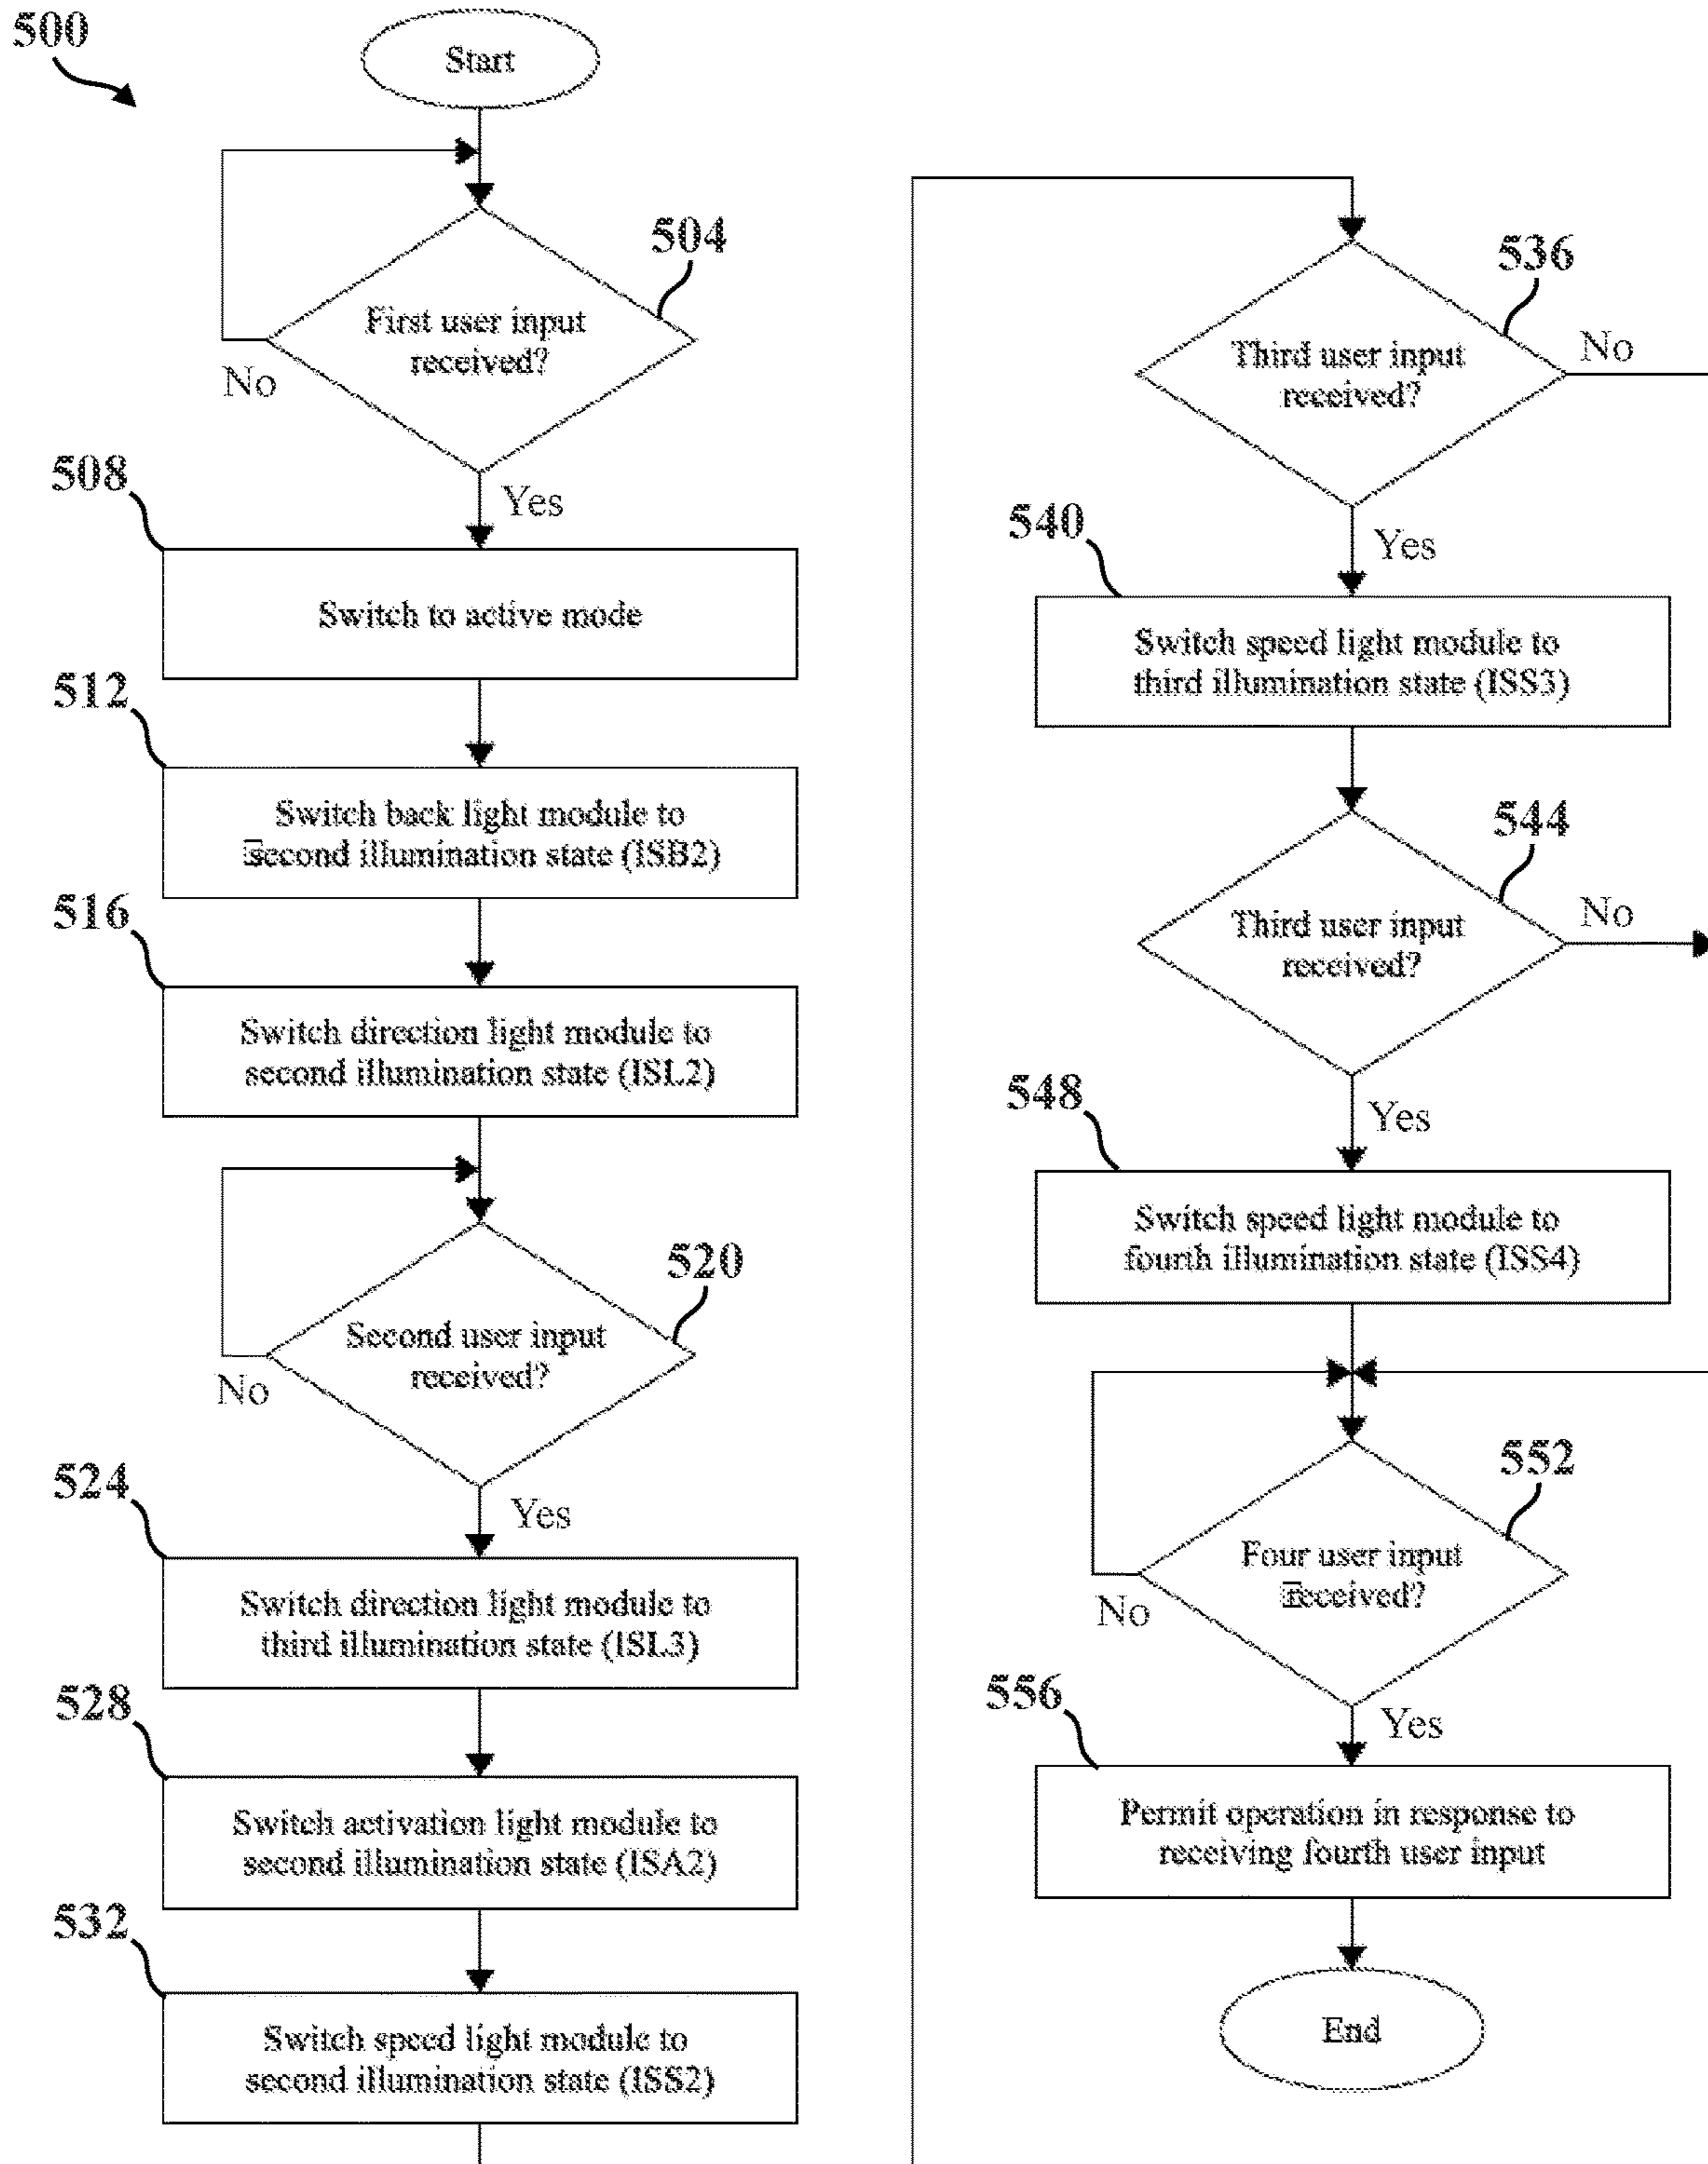 500
Start
504
First user input
received?
No
Yes
508
Switch to active mode
512
Switch back light module to
second illumination state (ISB2)
516
Switch direction light module to
second illumination state (ISL2)
520
Second user input
received?
No
Yes
524
Switch direction light module to
third illumination state (ISL3)
528
Switch activation light module to
second illumination state (ISA2)
532
Switch speed light module to
second illumination state (ISS2)
536
Third user input
received?
No
Yes
540
Switch speed light module to
third illumination state (ISS3)
544
Third user input
received?
No
Yes
548
Switch speed light module to
fourth illumination state (ISS4)
552
Four user input
received?
No
Yes
556
Permit operation in response to
receiving fourth user input
End